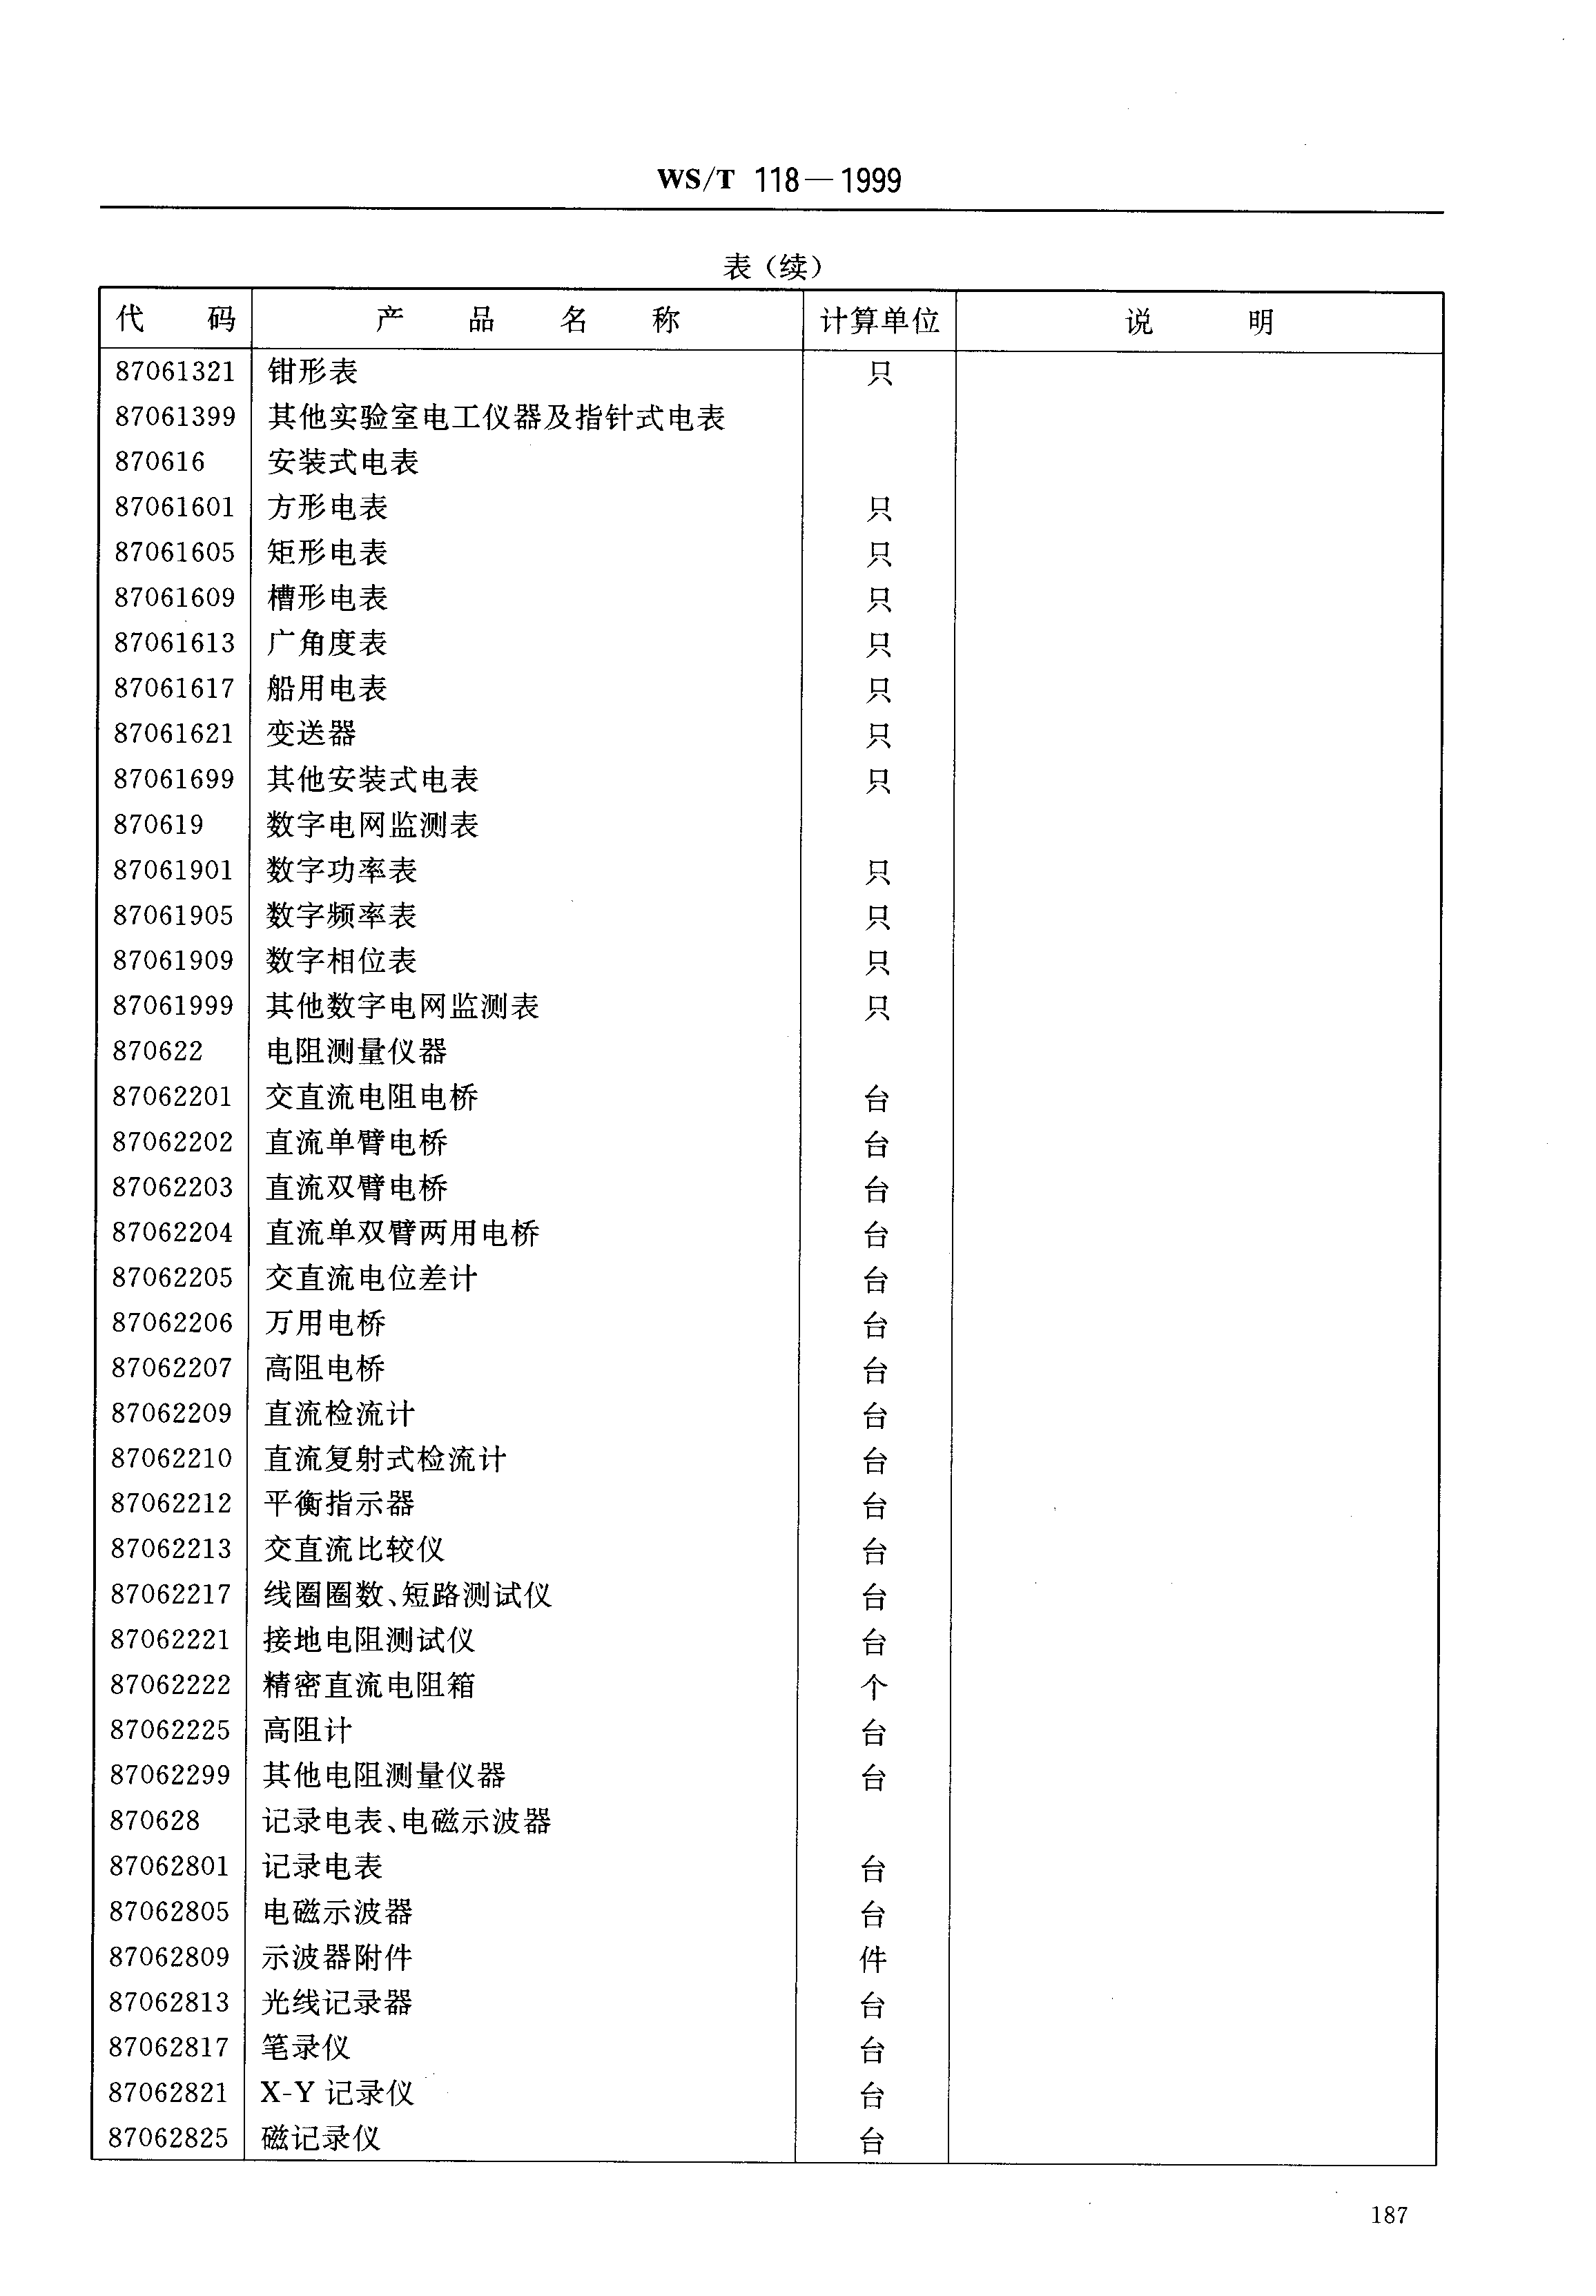 WS/T 118—1999
表（续）
代 码 产 品 名 称 计算单位 说 明
87061321 钳形表 只
87061399 其他实验室电工仪器及指针式电表
870616 安装式电表
87061601 方形电表 只
87061605 矩形电表 只
87061609 槽形电表 只
87061613 广角度表 只
87061617 船用电表 只
87061621 变送器 只
87061699 其他安装式电表 只
870619 数字电网监测表
87061901 数字功率表 只
87061905 数字频率表 只
87061909 数字相位表 只
87061999 其他数字电网监测表 只
870622 电阻测量仪器
87062201 交直流电阻电桥 台
87062202 直流单臂电桥 台
87062203 直流双臂电桥 台
87062204 直流单双臂两用电桥 台
87062205 交直流电位差计 台
87062206 万用电桥 台
87062207 高阻电桥 台
87062209 直流检流计 台
87062210 直流复射式检流计 台
87062212 平衡指示器 台
87062213 交直流比较仪 台
87062217 线圈圈数、短路测试仪 台
87062221 接地电阻测试仪 台
87062222 精密直流电阻箱 个
87062225 高阻计 台
87062299 其他电阻测量仪器 台
870628 记录电表、电磁示波器
87062801 记录电表 台
87062805 电磁示波器 台
87062809 示波器附件 件
87062813 光线记录器 台
87062817 笔录仪 台
87062821 X-Y 记录仪 台
87062825 磁记录仪 台
187